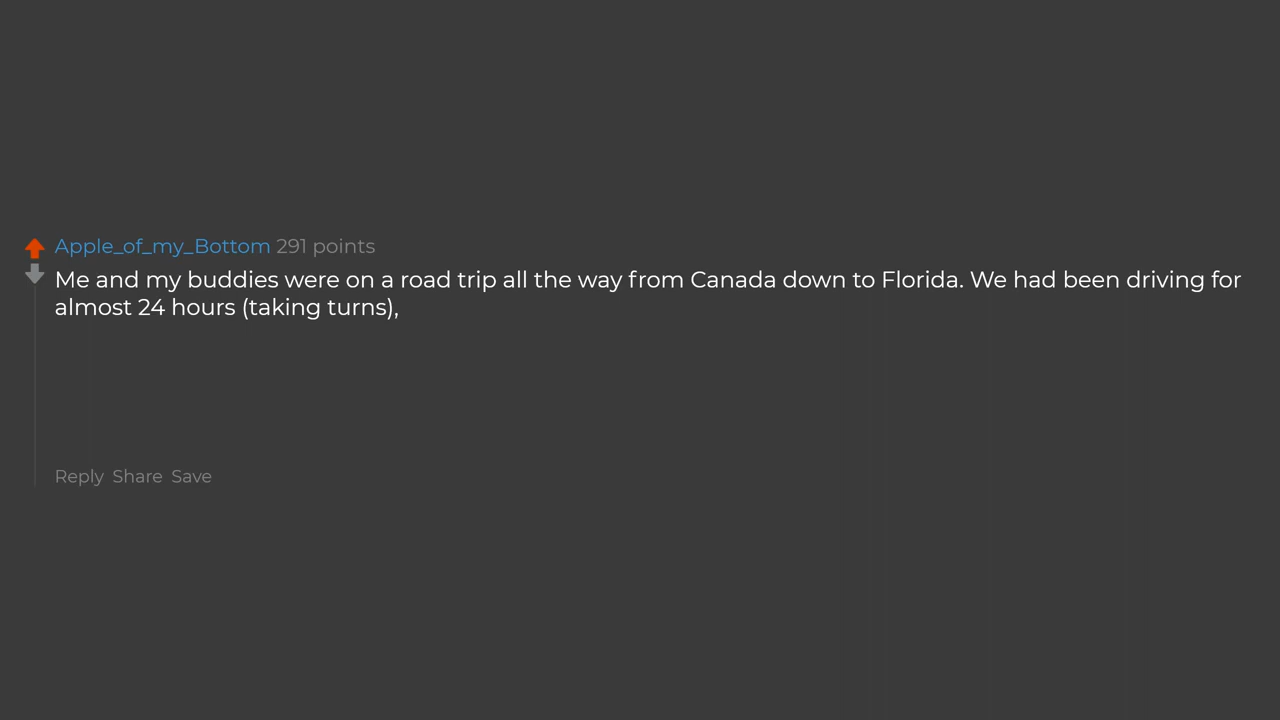 Apple_of_my_Bottom 291 points
Me and my buddies were on a road trip all the way from Canada down to Florida. We had been driving for
almost 24 hours (taking turns),
Reply Share Save